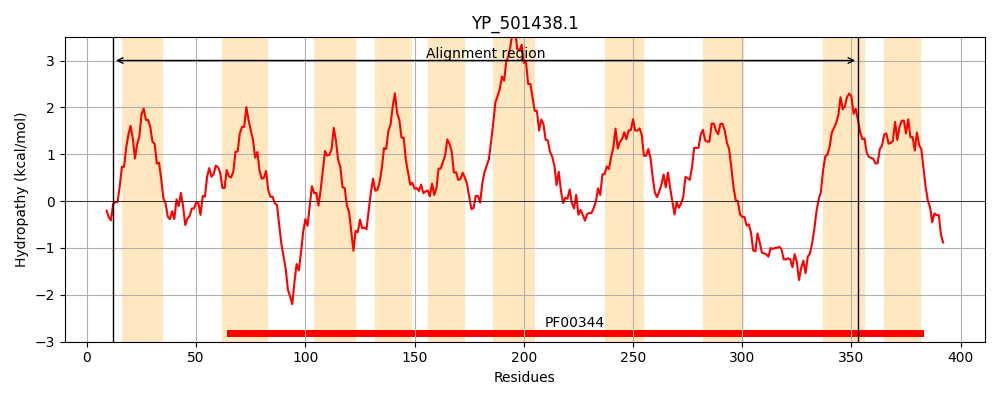 YP_501438.1
Alignment region
3
2
1
0
−1
−2
−3
Hydropathy (kcal/mol)
PF00344
0 50 100 150 200 250 300 350 400
Residues